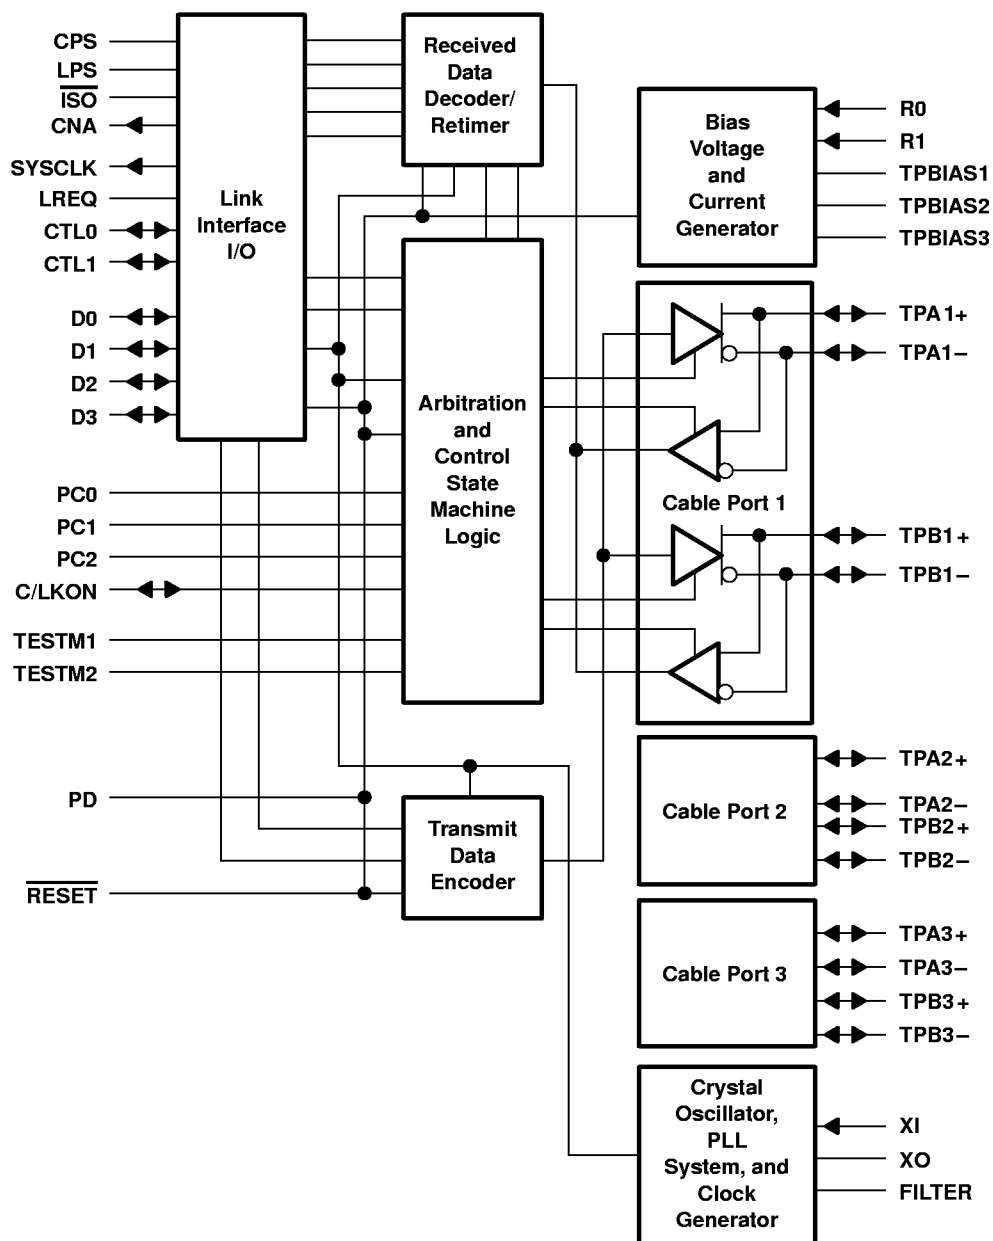 CPS
LPS
ISO
CNA
SYSCLK
LREQ
CTL0
CTL1
D0
D1
D2
D3
PC0
PC1
PC2
C/LKON
TESTM1
TESTM2
PD
RESET
Link
Interface
I/O
Received
Data
Decoder/
Retimer
Arbitration
and
Control
State
Machine
Logic
Transmit
Data
Encoder
Bias
Voltage
and
Current
Generator
Cable Port 1
Cable Port 2
Cable Port 3
Crystal
Oscillator,
PLL
System, and
Clock
Generator
R0
R1
TPBIAS1
TPBIAS2
TPBIAS3
TPA1+
TPA1−
TPB1+
TPB1−
TPA2+
TPA2−
TPB2+
TPB2−
TPA3+
TPA3−
TPB3+
TPB3−
XI
XO
FILTER